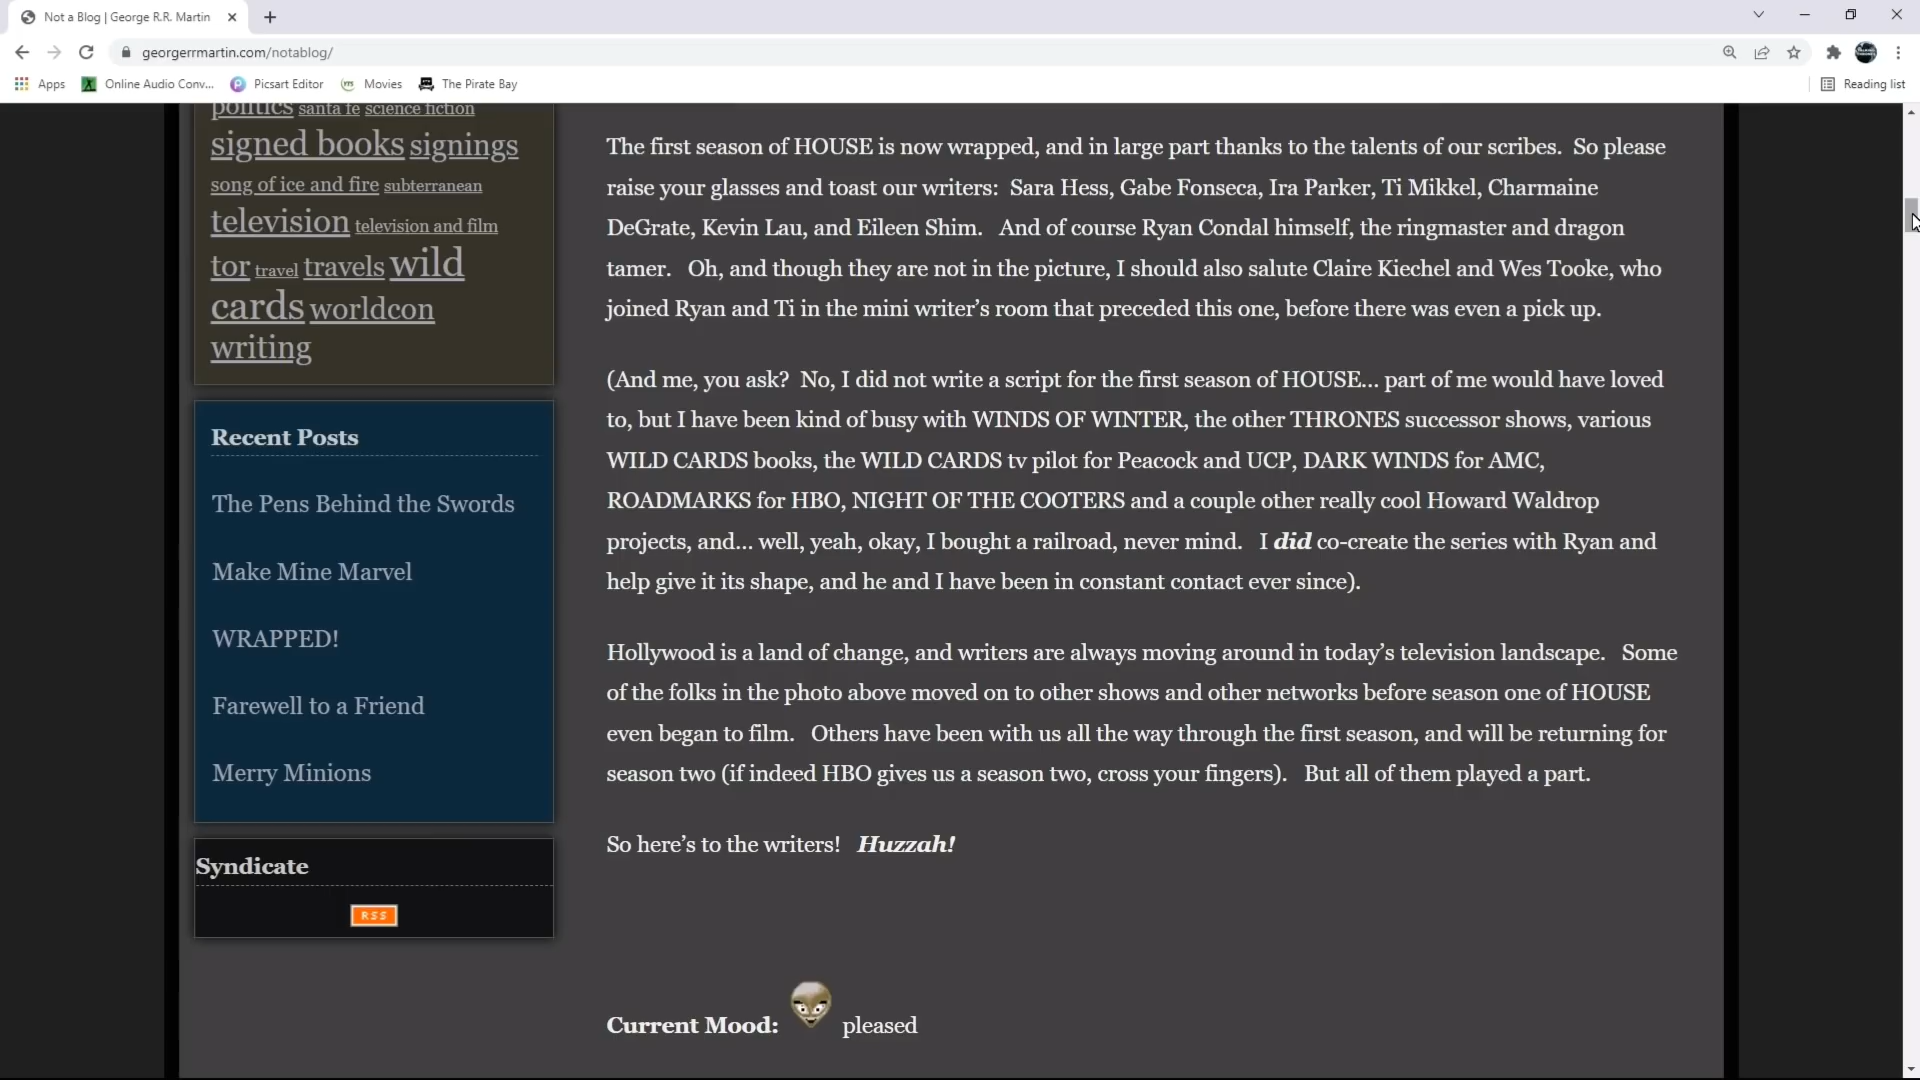 Not a Blog | George R.R. Martin
georgerrmartin.com/notablog/
Apps Online Audio Conv... Picsart Editor Movies The Pirate Bay Reading list
politics santa fe science fiction
signed books signings
song of ice and fire subterranean
television television and film
tor travel travels wild
cards worldcon
writing
Recent Posts
The Pens Behind the Swords
Make Mine Marvel
WRAPPED!
Farewell to a Friend
Merry Minions
Syndicate
RSS
The first season of HOUSE is now wrapped, and in large part thanks to the talents of our scribes. So please
raise your glasses and toast our writers: Sara Hess, Gabe Fonseca, Ira Parker, Ti Mikkel, Charmaine
DeGrate, Kevin Lau, and Eileen Shim. And of course Ryan Condal himself, the ringmaster and dragon
tamer. Oh, and though they are not in the picture, I should also salute Claire Kiechel and Wes Tooke, who
joined Ryan and Ti in the mini writer’s room that preceded this one, before there was even a pick up.
(And me, you ask? No, I did not write a script for the first season of HOUSE... part of me would have loved
to, but I have been kind of busy with WINDS OF WINTER, the other THRONES successor shows, various
WILD CARDS books, the WILD CARDS tv pilot for Peacock and UCP, DARK WINDS for AMC,
ROADMARKS for HBO, NIGHT OF THE COOTERS and a couple other really cool Howard Waldrop
projects, and... well, yeah, okay, I bought a railroad, never mind. I did co-create the series with Ryan and
help give it its shape, and he and I have been in constant contact ever since).
Hollywood is a land of change, and writers are always moving around in today’s television landscape. Some
of the folks in the photo above moved on to other shows and other networks before season one of HOUSE
even began to film. Others have been with us all the way through the first season, and will be returning for
season two (if indeed HBO gives us a season two, cross your fingers). But all of them played a part.
So here’s to the writers! Huzzah!
Current Mood: pleased